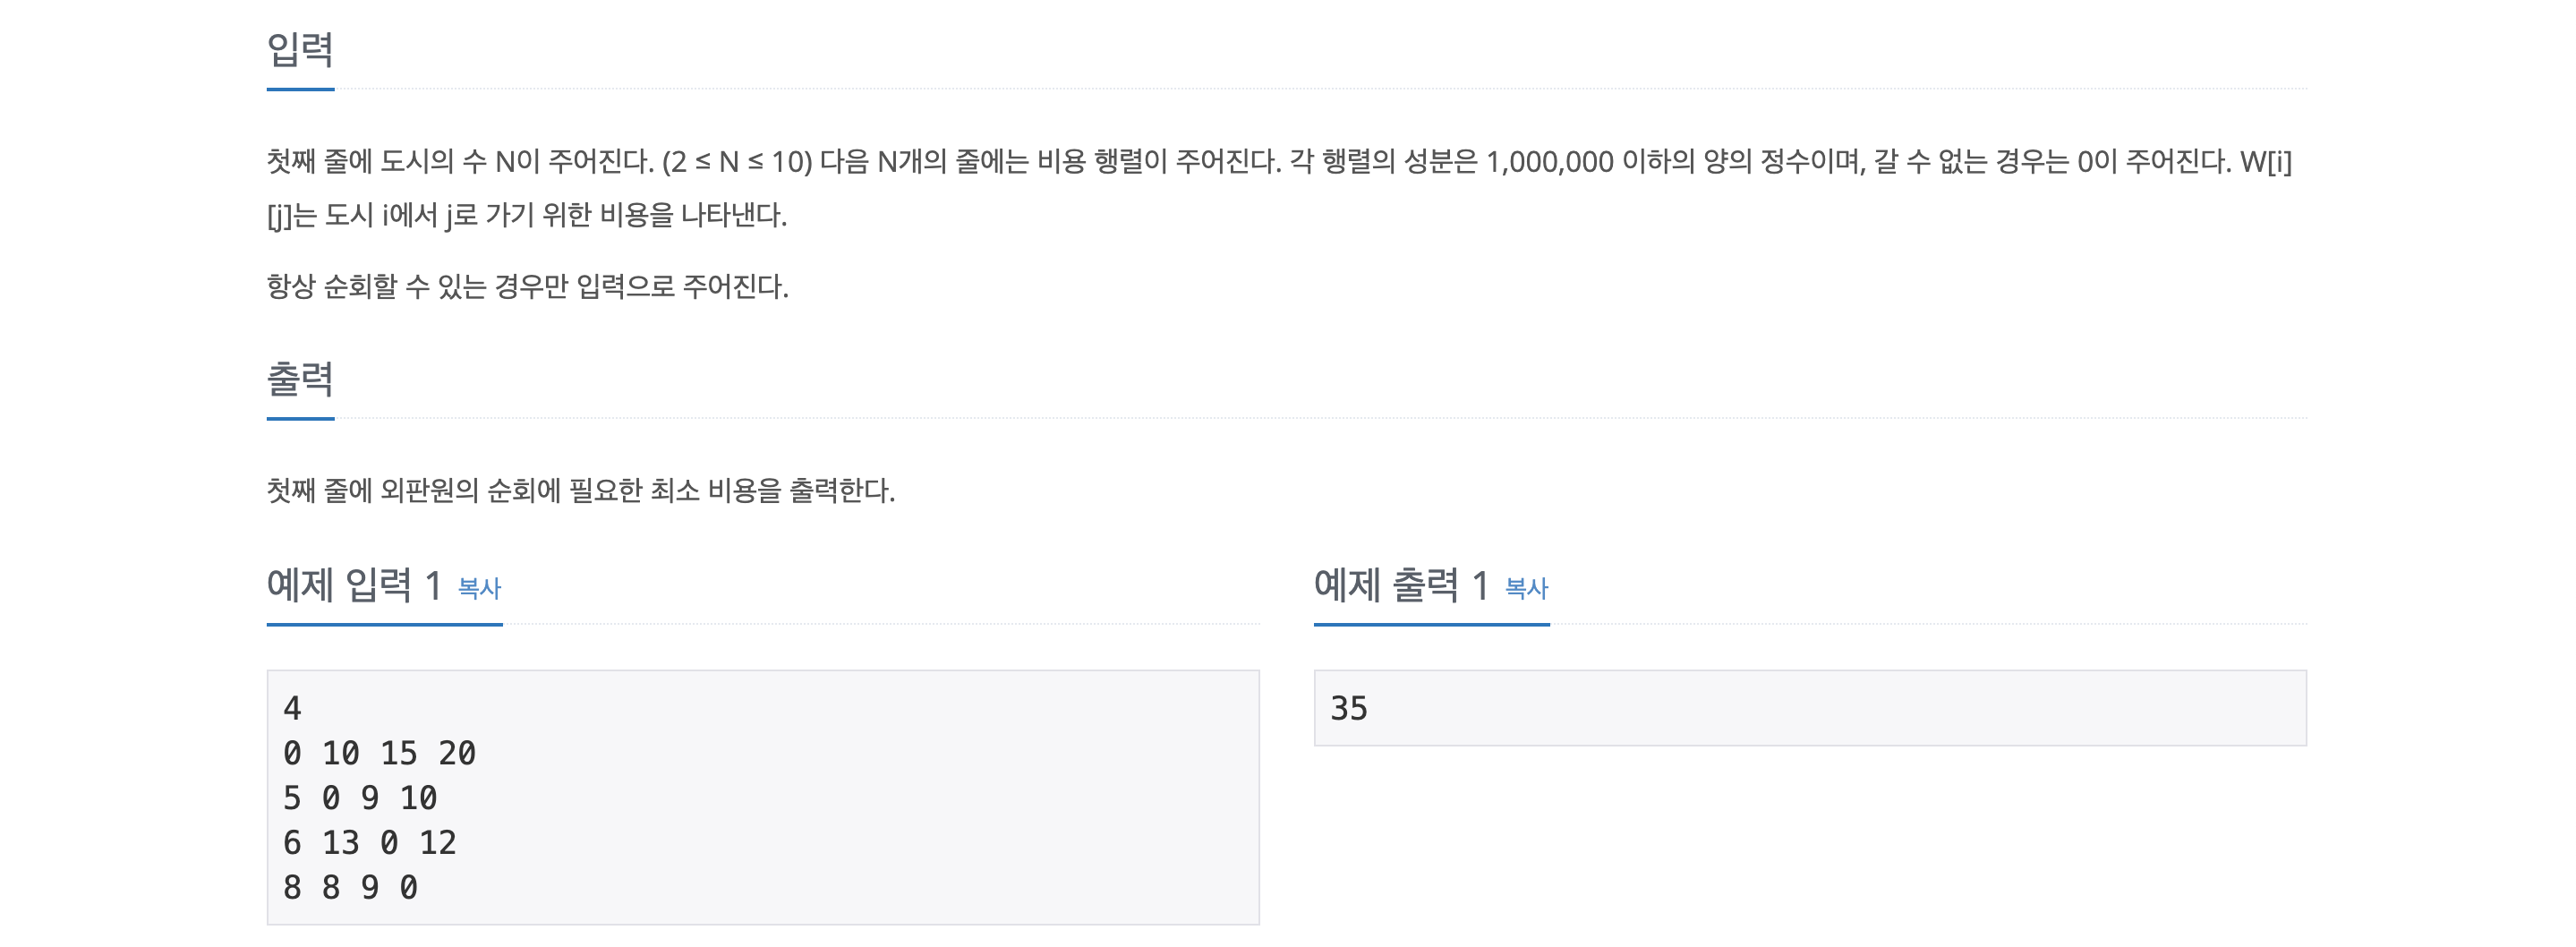 입력
첫째 줄에 도시의 수 N이 주어진다. (2 ≤ N ≤ 10) 다음 N개의 줄에는 비용 행렬이 주어진다. 각 행렬의 성분은 1,000,000 이하의 양의 정수이며, 갈 수 없는 경우는 0이 주어진다. W[i]
[j]는 도시 i에서 j로 가기 위한 비용을 나타낸다.
항상 순회할 수 있는 경우만 입력으로 주어진다.
출력
첫째 줄에 외판원의 순회에 필요한 최소 비용을 출력한다.
예제 입력 1 복사
4
0 10 15 20
5 0 9 10
6 13 0 12
8 8 9 0
예제 출력 1 복사
35